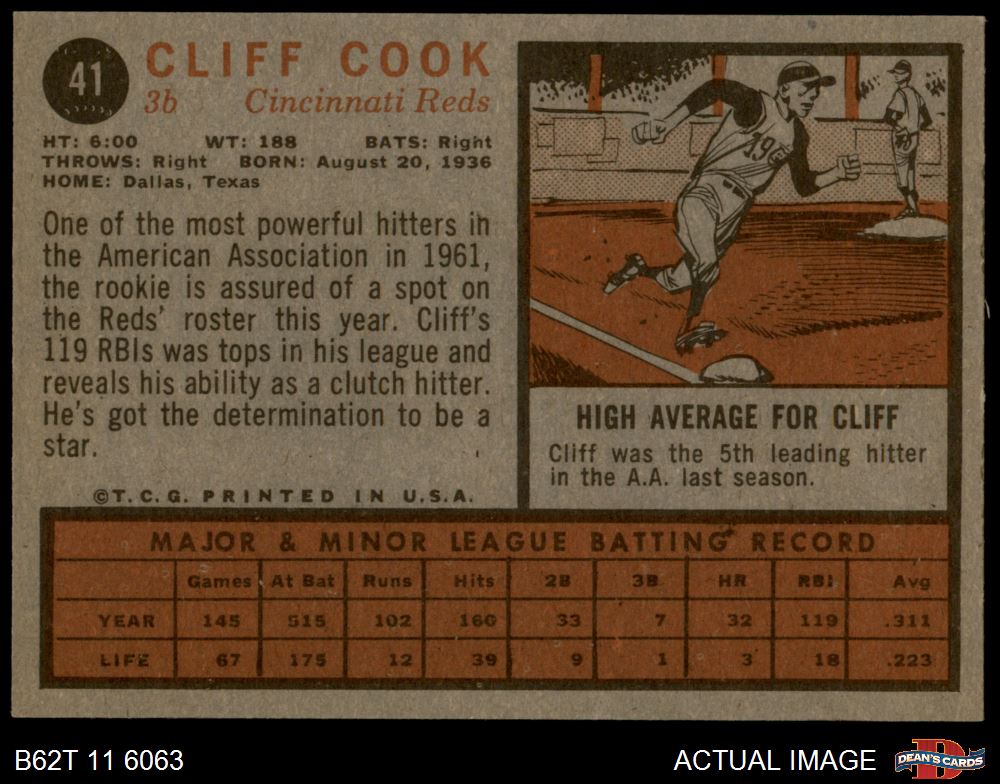 41
CLIFF COOK
3b Cincinnati Reds
HT: 6:00 WT: 188 BATS: Right
THROWS: Right BORN: August 20, 1936
HOME: Dallas, Texas
One of the most powerful hitters in
the American Association in 1961,
the rookie is assured of a spot on
the Reds' roster this year. Cliff's
119 RBIs was tops in his league and
reveals his ability as a clutch hitter.
He's got the determination to be a
star.
©T.C.G. PRINTED IN U.S.A.
196
HIGH AVERAGE FOR CLIFF
Cliff was the 5th leading hitter
in the A.A. last season.
MAJOR & MINOR LEAGUE BATTING RECORD
Games At Bat Runs Hits 2B 3B HR RBI Avg
YEAR 145 515 102 160 33 7 32 119 .311
LIFE 67 175 12 39 9 1 3 18 .223
B62T 11 6063
ACTUAL IMAGE
D
DEAN'S CARDS